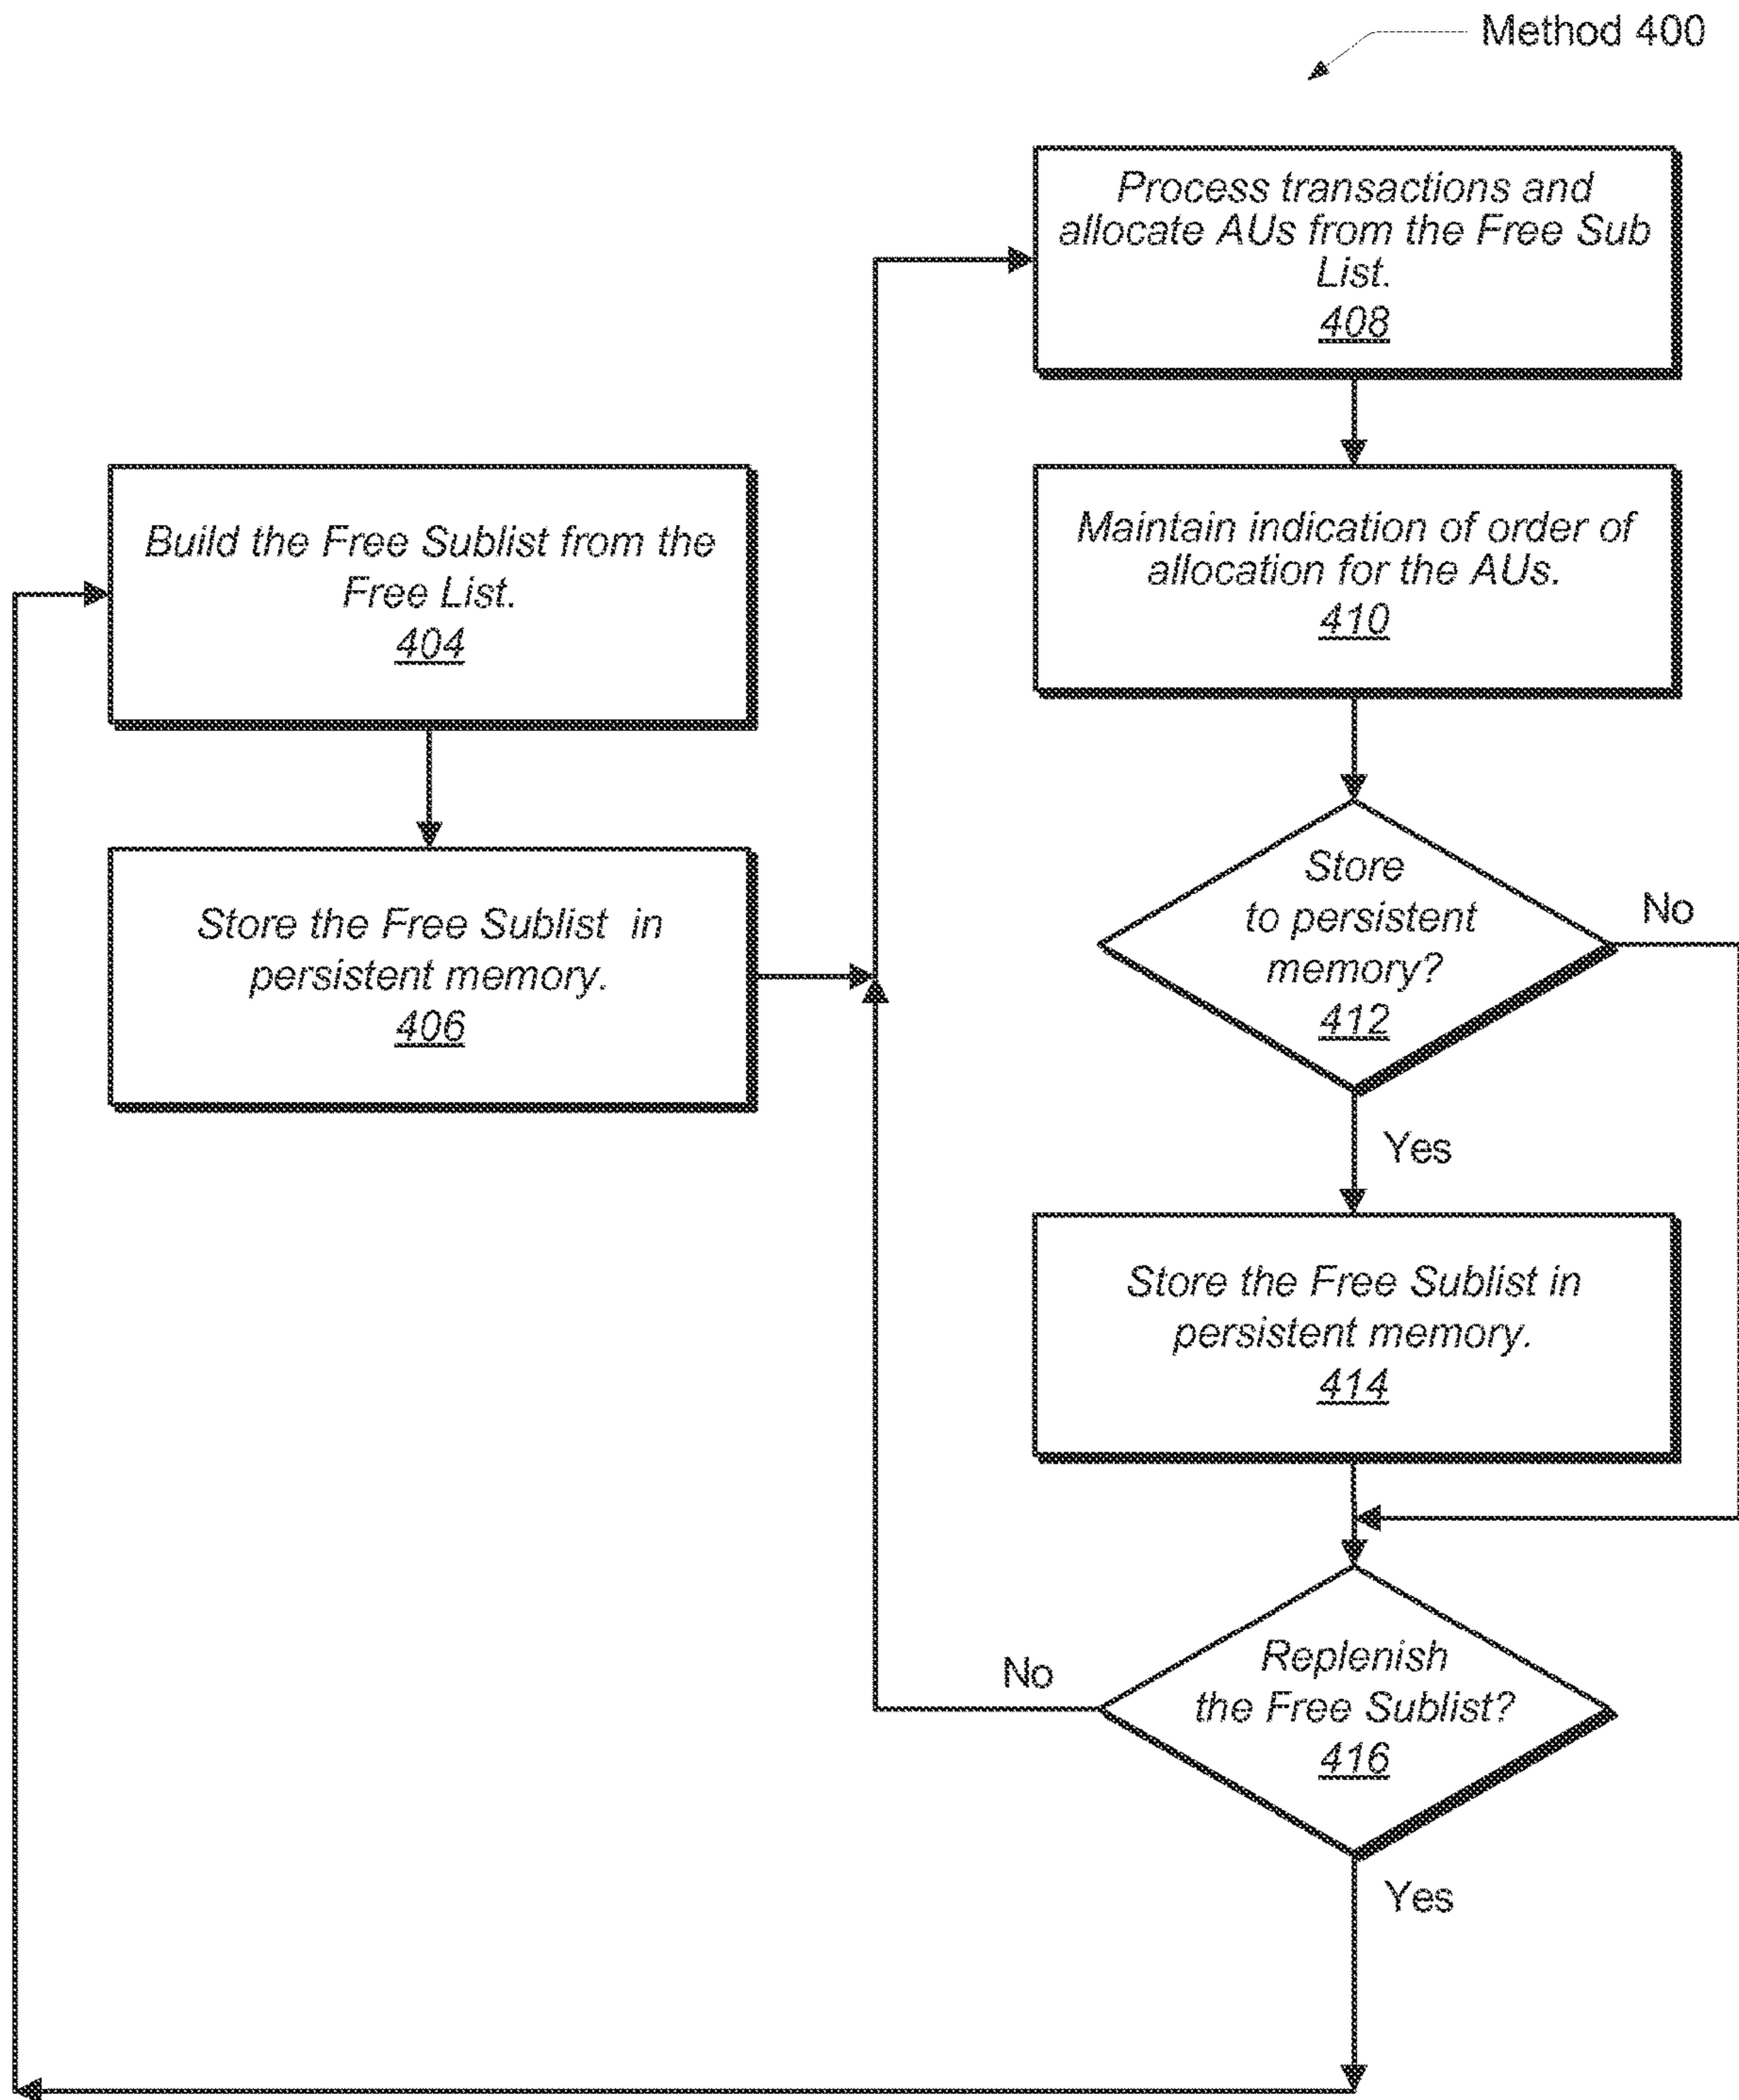 Method 400
Build the Free Sublist from the
Free List.
404
Store the Free Sublist in
persistent memory.
406
Process transactions and
allocate AUs from the Free Sub
List.
408
Maintain indication of order of
allocation for the AUs.
410
Store
to persistent
memory?
412
No
Yes
Store the Free Sublist in
persistent memory.
414
Replenish
the Free Sublist?
416
No
Yes